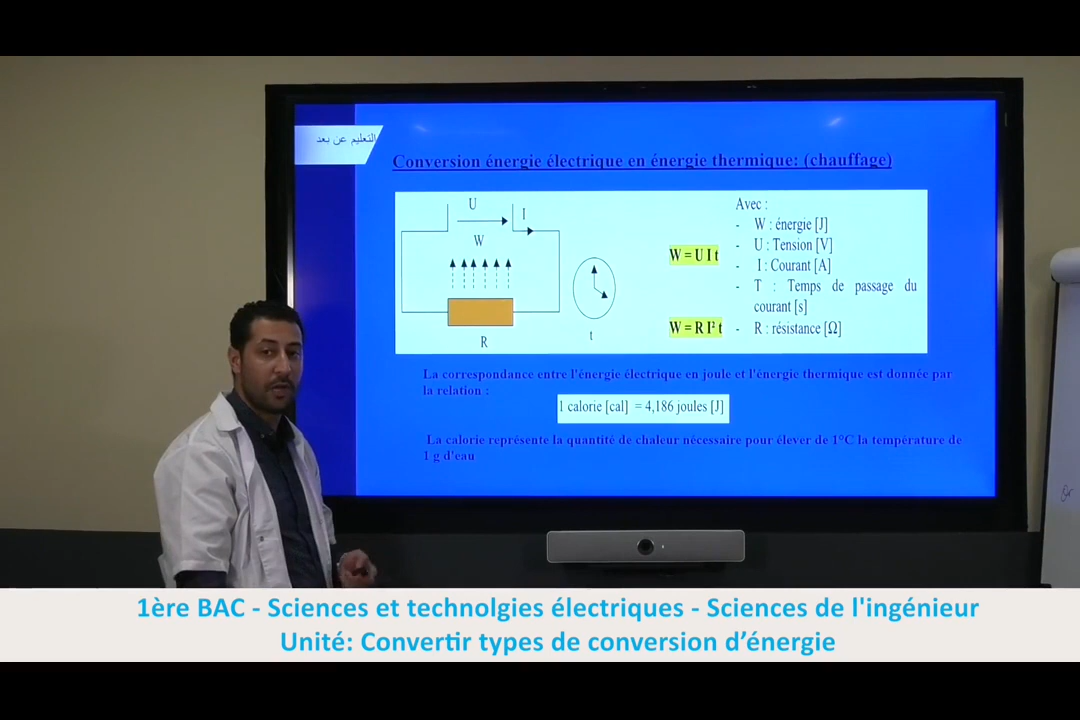 التعليم عن بعد
Conversion énergie électrique en énergie thermique: (chauffage)
U
I
W
R
t
W = U I t
W = R I² t
Avec :
- W : énergie [J]
- U : Tension [V]
- I : Courant [A]
- T : Temps de passage du
courant [s]
- R : résistance [Ω]
La correspondance entre l'énergie électrique en joule et l'énergie thermique est donnée par
la relation :
1 calorie [cal] = 4,186 joules [J]
La calorie représente la quantité de chaleur nécessaire pour élever de 1°C la température de
1 g d'eau
1ère BAC - Sciences et technolgies électriques - Sciences de l'ingénieur
Unité: Convertir types de conversion d’énergie